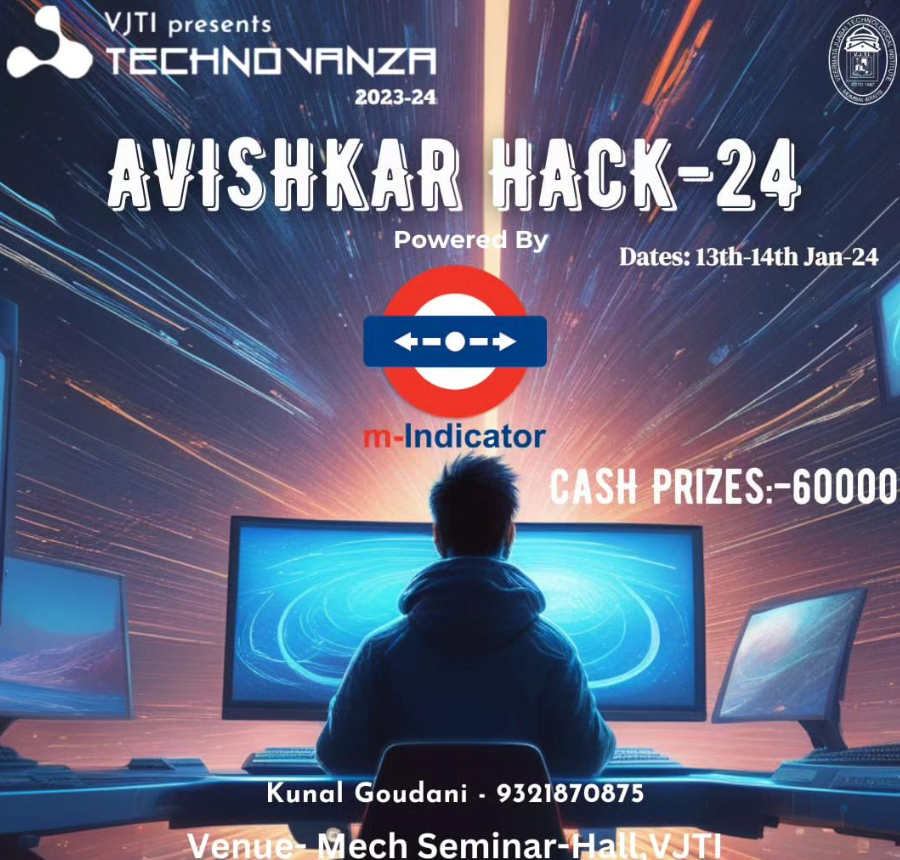 VJTI presents
TECHNOVANZA
2023-24
AVISHKAR HACK-24
Powered By
Dates: 13th-14th Jan-24
m-Indicator
CASH PRIZES:-60000
Kunal Goudani - 9321870875
Venue- Mech Seminar-Hall,VJTI